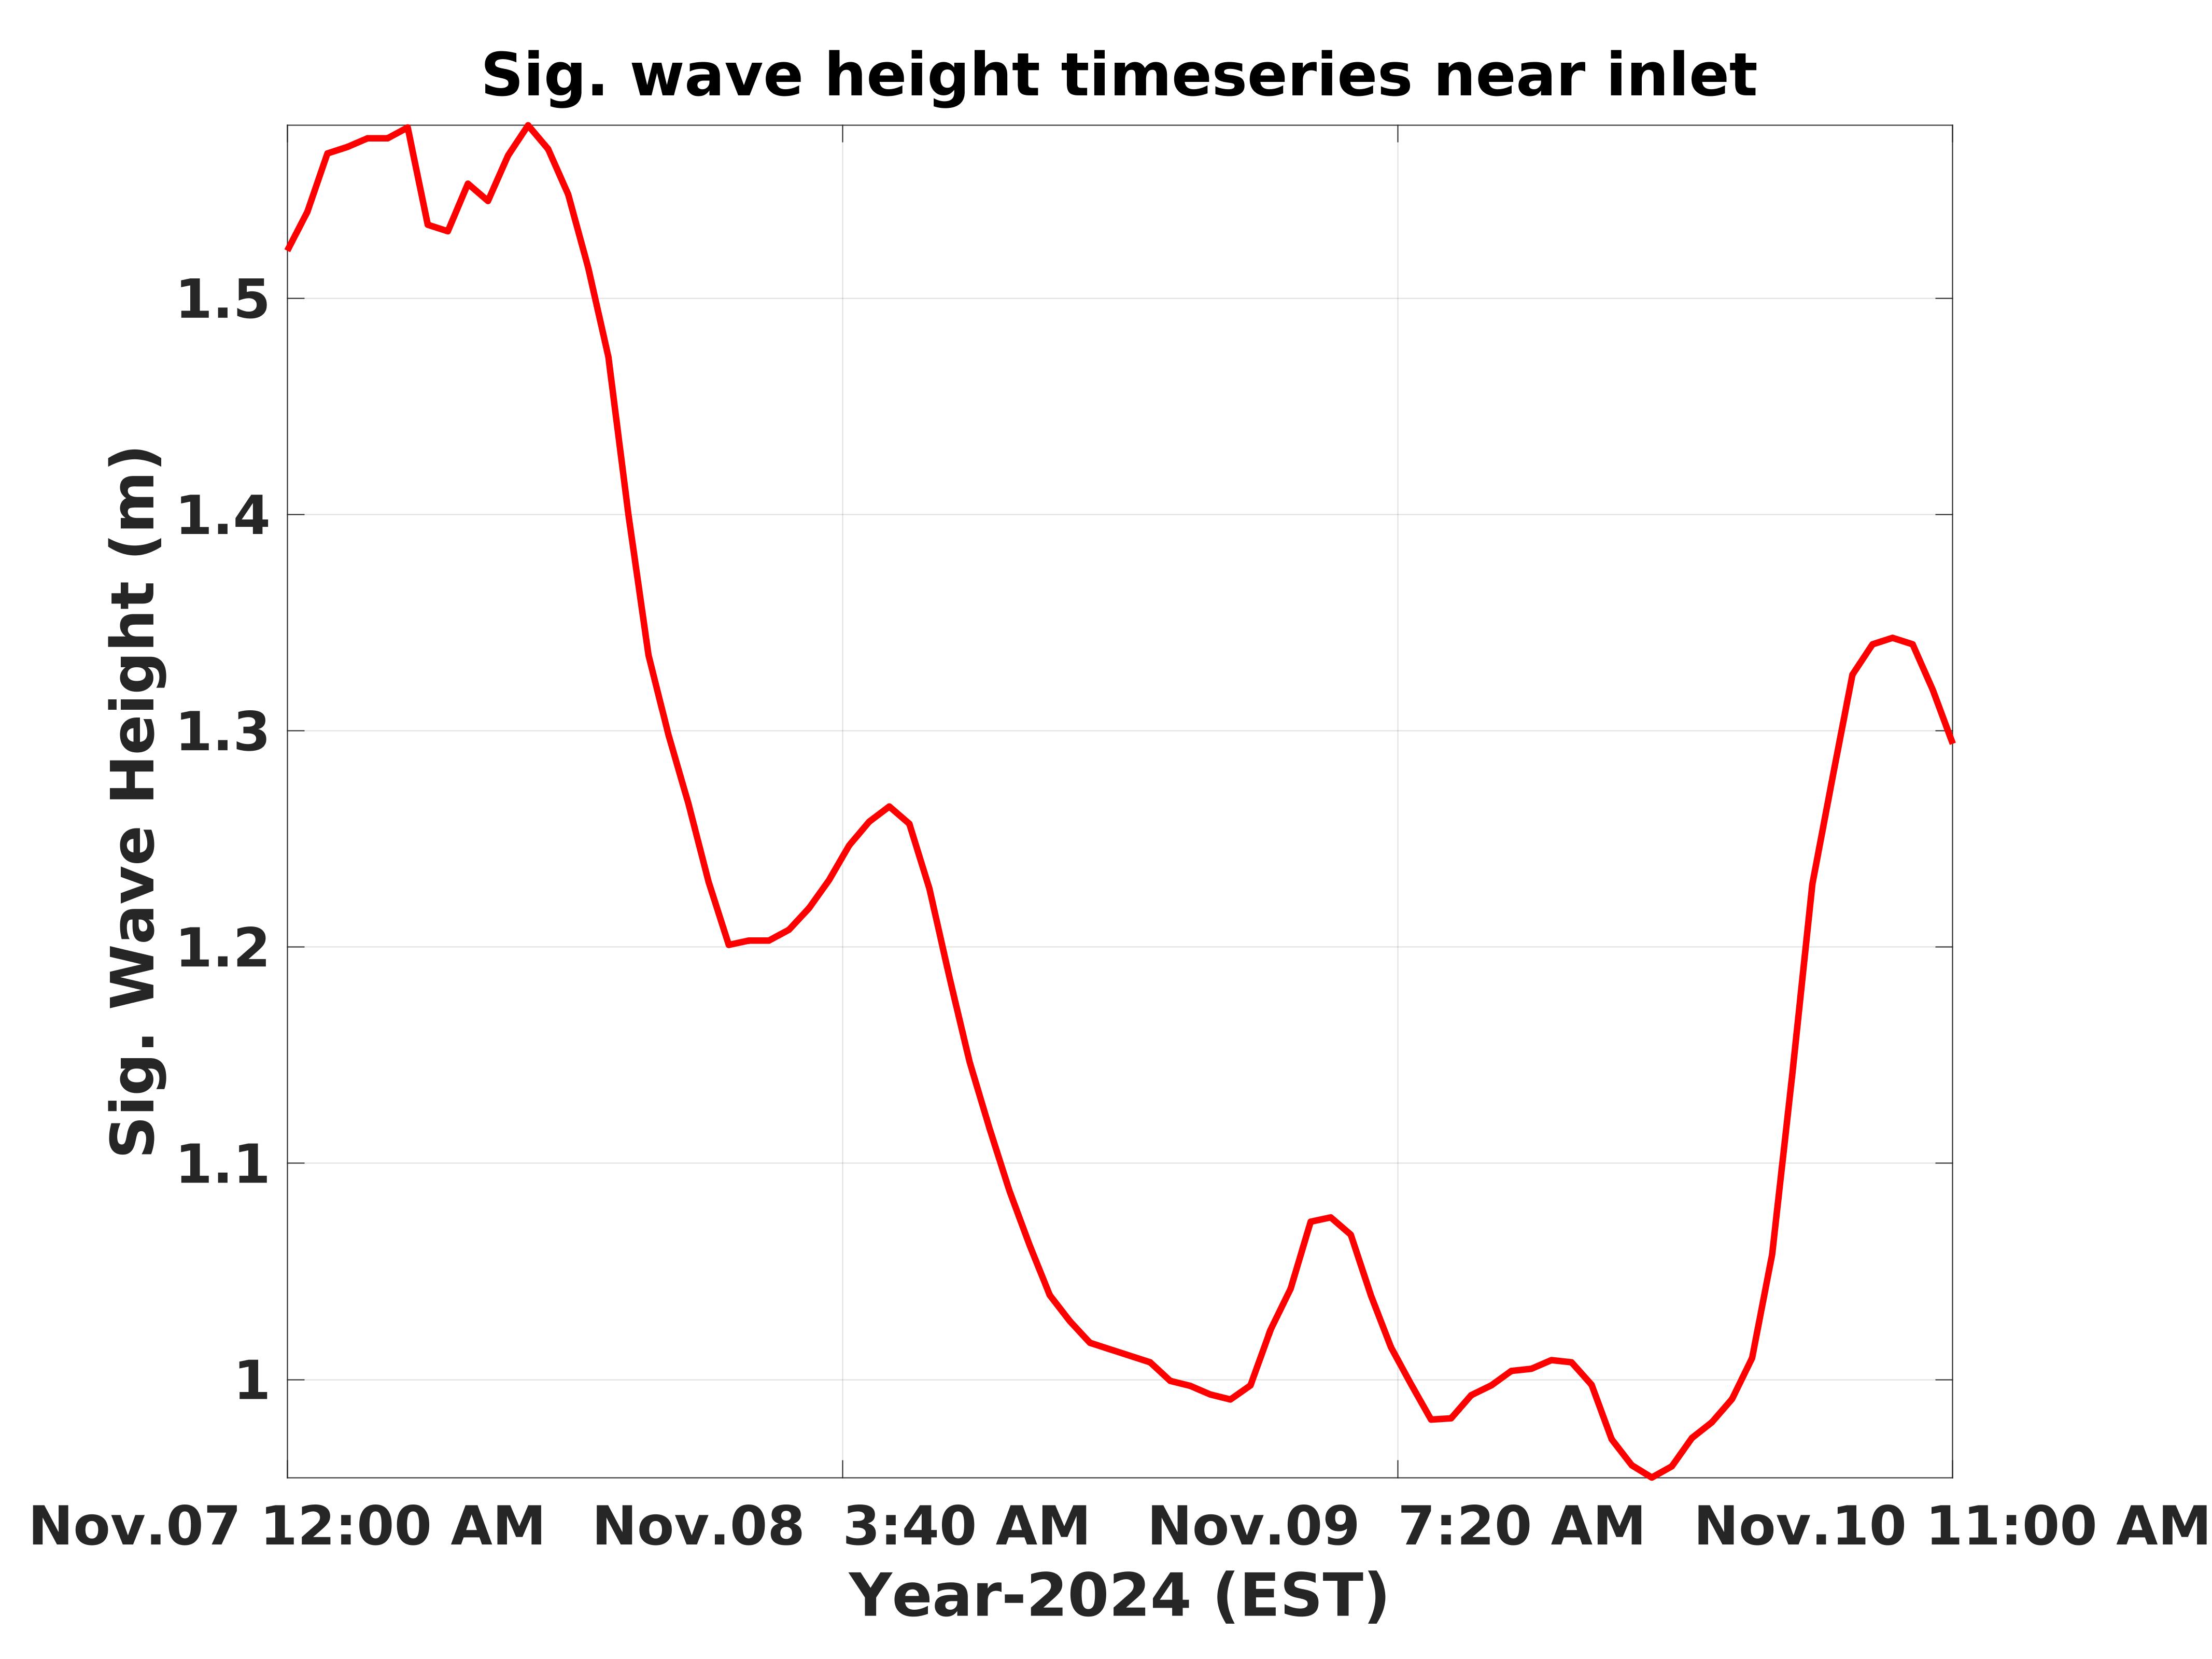 Sig. wave height timeseries near inlet
Sig. Wave Height (m)
1.5
1.4
1.3
1.2
1.1
1
Nov.07 12:00 AM Nov.08 3:40 AM Nov.09 7:20 AM Nov.10 11:00 AM
Year-2024 (EST)